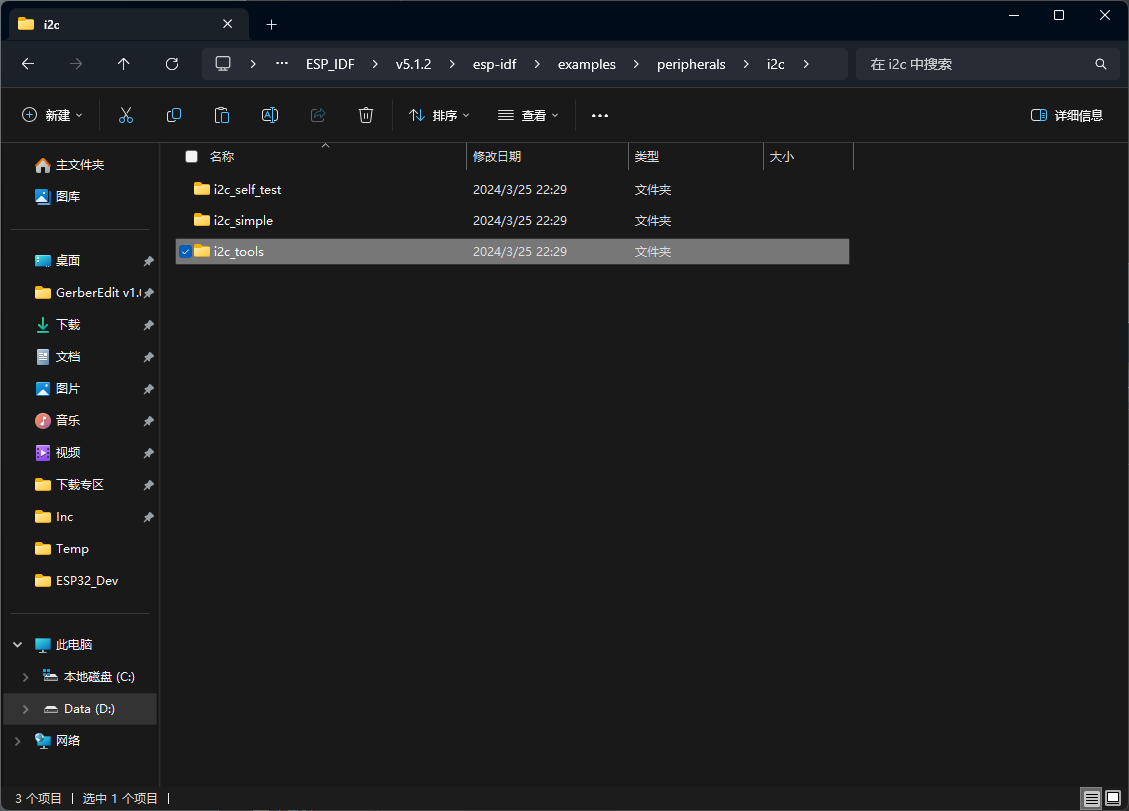 i2c
ESP_IDF v5.1.2 esp-idf examples peripherals i2c 在 i2c 中搜索
新建 排序 查看 详细信息
名称 修改日期 类型 大小
i2c_self_test 2024/3/25 22:29 文件夹
i2c_simple 2024/3/25 22:29 文件夹
i2c_tools 2024/3/25 22:29 文件夹
主文件夹
图库
桌面
GerberEdit v1.
下载
文档
图片
音乐
视频
下载专区
Inc
Temp
ESP32_Dev
此电脑
本地磁盘 (C:)
Data (D:)
网络
3 个项目 选中 1 个项目